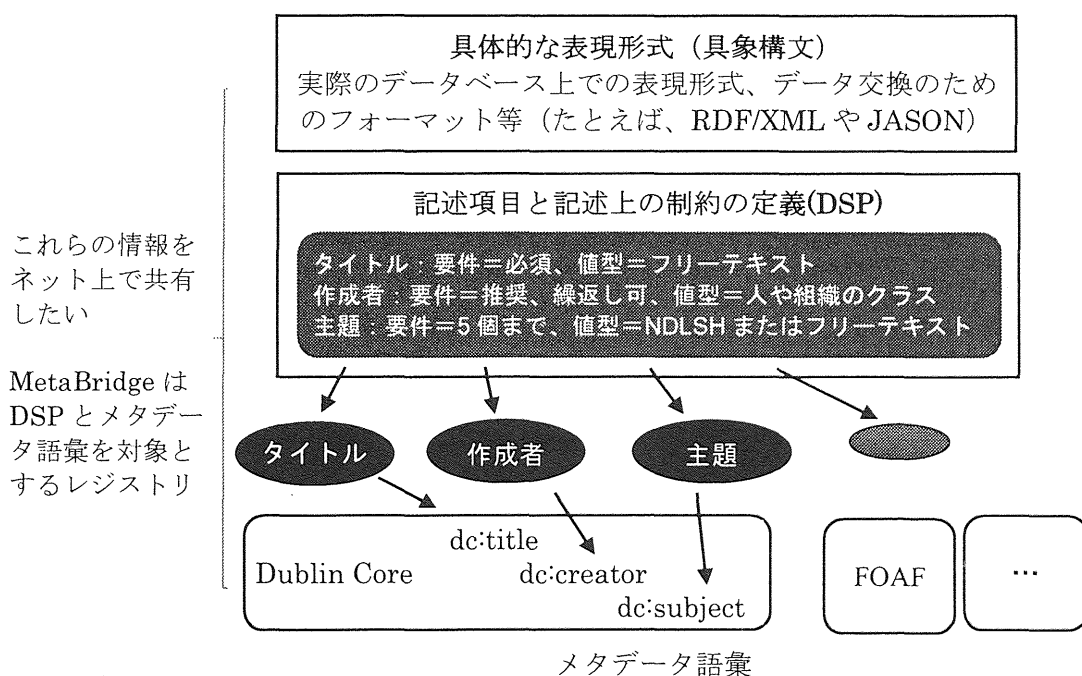 具体的な表現形式（具象構文）
実際のデータベース上での表現形式、データ交換のため
のフォーマット等（たとえば、RDF/XML や JASON）
記述項目と記述上の制約の定義(DSP)
タイトル：要件＝必須、値型＝フリーテキスト
作成者：要件＝推奨、繰返し可、値型＝人や組織のクラス
主題：要件＝5 個まで、値型＝NDLSH またはフリーテキスト
これらの情報を
ネット上で共有
したい
MetaBridge は
DSP とメタデー
タ語彙を対象と
するレジストリ
タイトル
作成者
主題
Dublin Core
dc:title
dc:creator
dc:subject
FOAF
…
メタデータ語彙